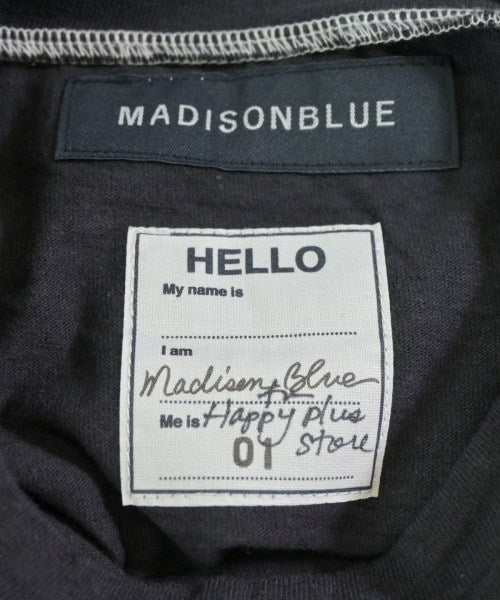 MADISONBLUE
HELLO
My name is
I am
Madison Blue
×
Me is Happy plus
01 store